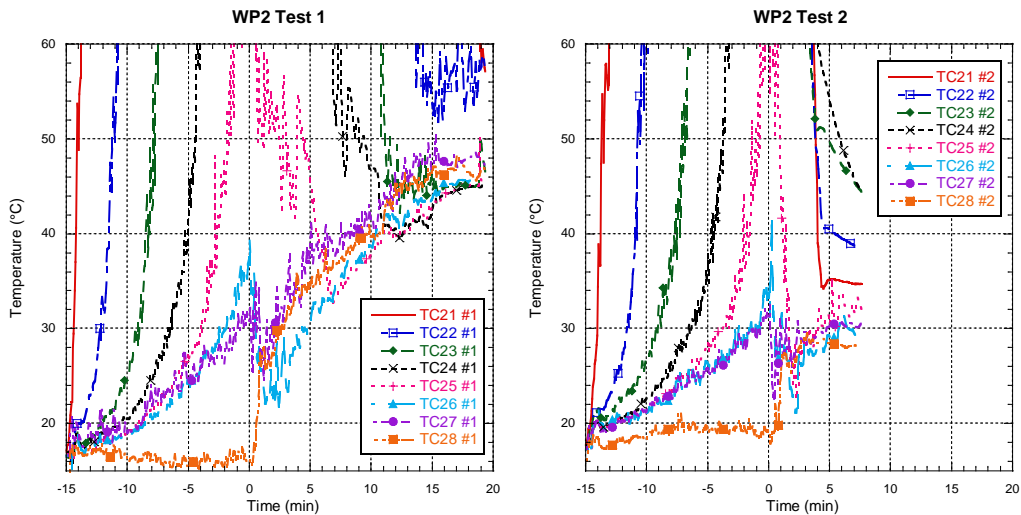 WP2 Test 1
60
50
40
30
20
Temperature (°C)
-15
-10
-5
0
5
10
15
20
Time (min)
TC21 #1
TC22 #1
TC23 #1
TC24 #1
TC25 #1
TC26 #1
TC27 #1
TC28 #1
WP2 Test 2
60
50
40
30
20
Temperature (°C)
-15
-10
-5
0
5
10
15
20
Time (min)
TC21 #2
TC22 #2
TC23 #2
TC24 #2
TC25 #2
TC26 #2
TC27 #2
TC28 #2